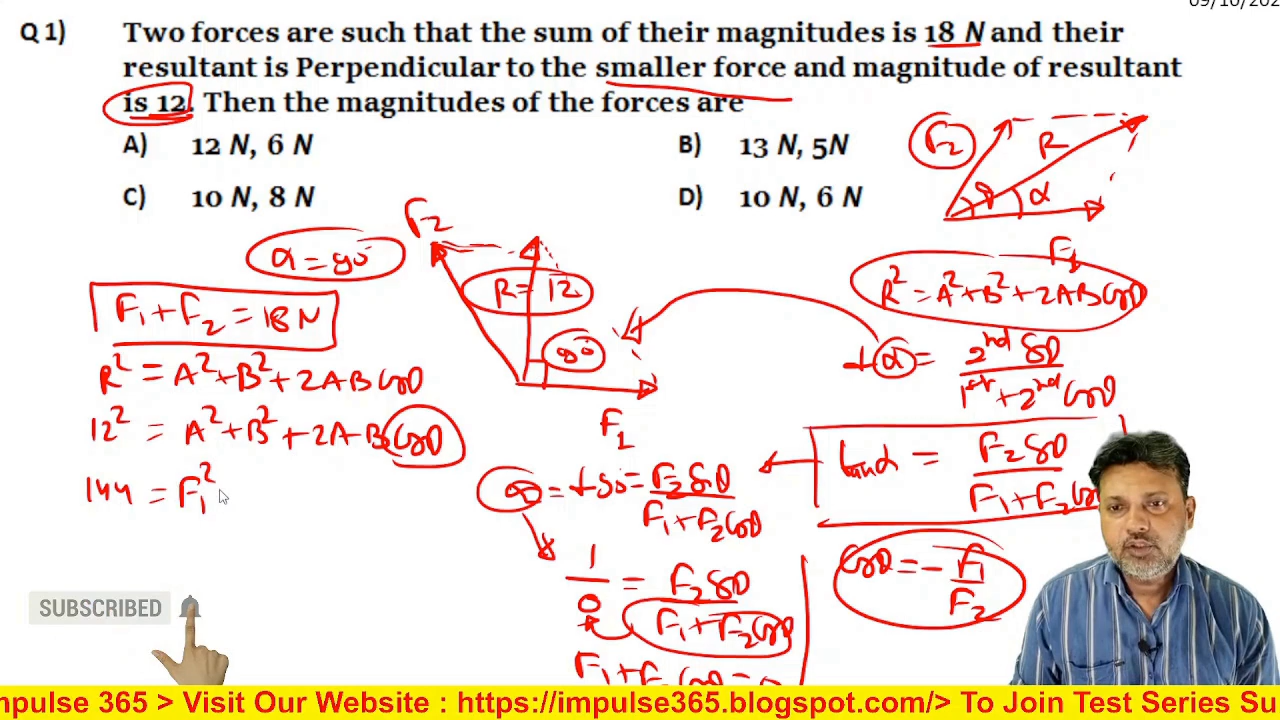 09/10/202
Q 1) Two forces are such that the sum of their magnitudes is 18 N and their
resultant is Perpendicular to the smaller force and magnitude of resultant
is 12. Then the magnitudes of the forces are
A) 12 N, 6 N B) 13 N, 5N
C) 10 N, 8 N D) 10 N, 6 N
F₂ R
α
F₁
F₂
α = 90°
R = 12
90°
F₁
F₁ + F₂ = 18 N
R² = A² + B² + 2AB cosθ
12² = A² + B² + 2AB cosθ
144 = F₁²
R² = A² + B² + 2AB cosθ
tan α = 2nd sinθ / 1st + 2nd cosθ
tan α = F₂ sinθ / F₁ + F₂ cosθ
∞ = tan 90° = F₂ sinθ / F₁ + F₂ cosθ
1/0 = F₂ sinθ / F₁ + F₂ cosθ
cosθ = - F₁ / F₂
SUBSCRIBED
mpulse 365 > Visit Our Website : https://impulse365.blogspot.com/> To Join Test Series Su